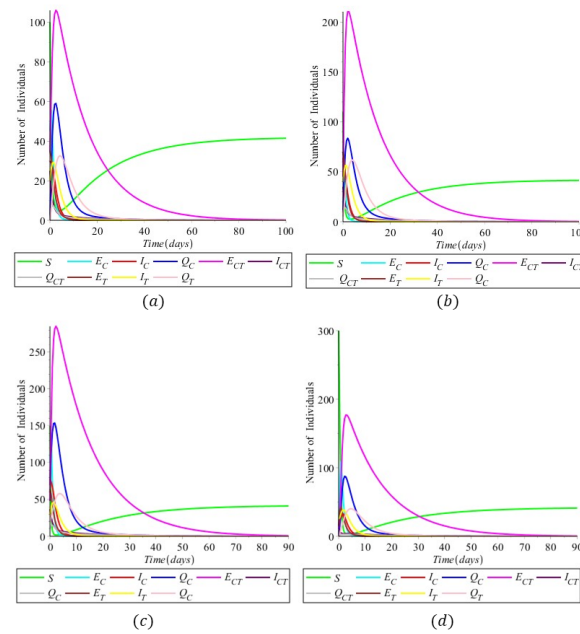 100
80
60
40
20
0
Number of Individuals
0 20 40 60 80 100
Time(days)
S E_C I_C Q_C E_CT I_CT
Q_CT E_T I_T Q_T
(a)
200
150
100
50
0
Number of Individuals
0 20 40 60 80 100
Time(days)
S E_C I_C Q_C E_CT
Q_CT E_T I_T Q_C
(b)
250
200
150
100
50
0
Number of Individuals
0 10 20 30 40 50 60 70 80 90
Time(days)
S E_C I_C Q_C E_CT I_CT
Q_C E_T I_T Q_C
(c)
300
200
100
0
Number of Individuals
0 10 20 30 40 50 60 70 80 90
Time(days)
S E_C I_C Q_C E_CT I_CT
Q_CT E_T I_T Q_T
(d)